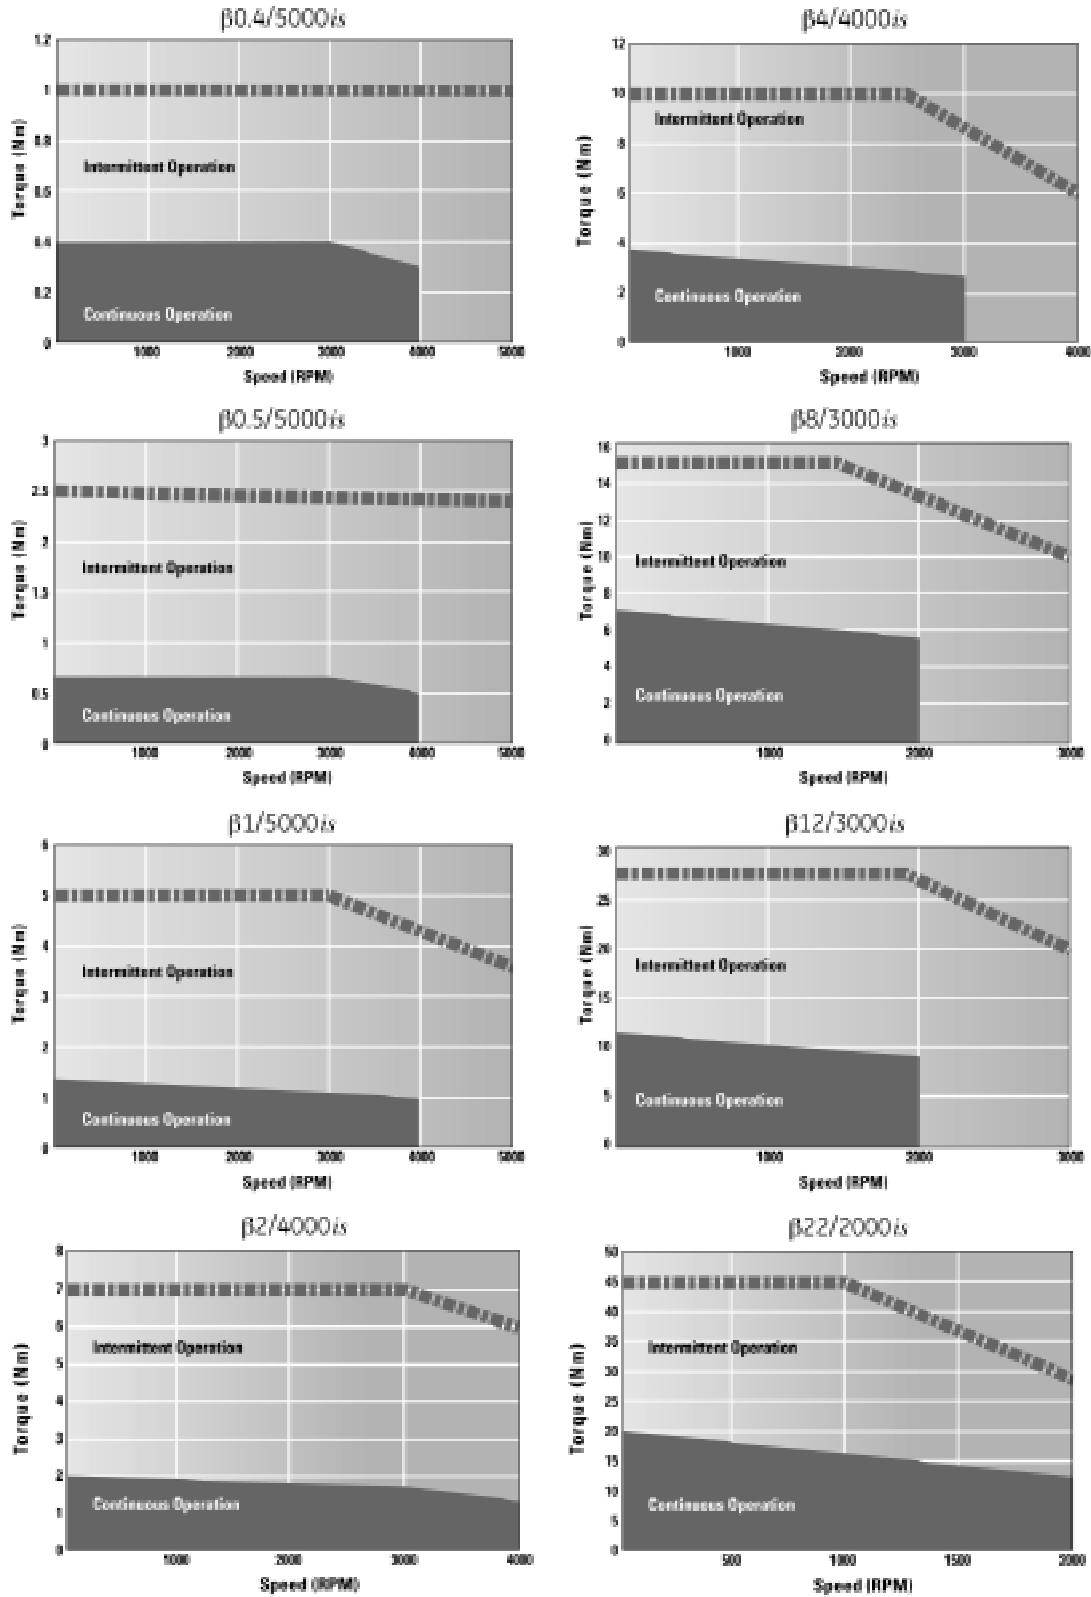 β0.4/5000is
1.2
1
0.8
0.6
0.4
0.2
0
Torque (Nm)
Intermittent Operation
Continuous Operation
1000 2000 3000 4000 5000
Speed (RPM)
β4/4000is
12
10
8
6
4
2
0
Torque (Nm)
Intermittent Operation
Continuous Operation
1000 2000 3000 4000
Speed (RPM)
β0.5/5000is
3
2.5
2
1.5
1
0.5
0
Torque (Nm)
Intermittent Operation
Continuous Operation
1000 2000 3000 4000 5000
Speed (RPM)
β8/3000is
16
14
12
10
8
6
4
2
0
Torque (Nm)
Intermittent Operation
Continuous Operation
1000 2000 3000
Speed (RPM)
β1/5000is
6
5
4
3
2
1
0
Torque (Nm)
Intermittent Operation
Continuous Operation
1000 2000 3000 4000 5000
Speed (RPM)
β12/3000is
30
25
20
15
10
5
0
Torque (Nm)
Intermittent Operation
Continuous Operation
1000 2000 3000
Speed (RPM)
β2/4000is
8
7
6
5
4
3
2
1
0
Torque (Nm)
Intermittent Operation
Continuous Operation
1000 2000 3000 4000
Speed (RPM)
β22/2000is
50
45
40
35
30
25
20
15
10
5
0
Torque (Nm)
Intermittent Operation
Continuous Operation
500 1000 1500 2000
Speed (RPM)